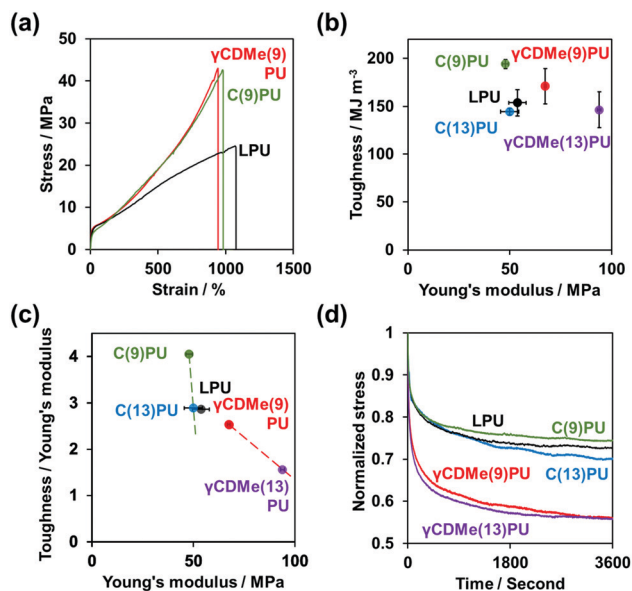 (a)
50
40
30
20
10
0
Stress / MPa
γCDMe(9)
PU
C(9)PU
LPU
0
500
1000
1500
Strain / %
(b)
200
150
100
50
0
Toughness / MJ m⁻³
C(9)PU
γCDMe(9)PU
LPU
C(13)PU
γCDMe(13)PU
0
50
100
Young's modulus / MPa
(c)
4
3
2
1
0
Toughness / Young's modulus
C(9)PU
LPU
C(13)PU
γCDMe(9)
PU
γCDMe(13)
PU
0
50
100
Young's modulus / MPa
(d)
1
0.9
0.8
0.7
0.6
0.5
Normalized stress
LPU
C(9)PU
C(13)PU
γCDMe(9)PU
γCDMe(13)PU
0
1800
3600
Time / Second